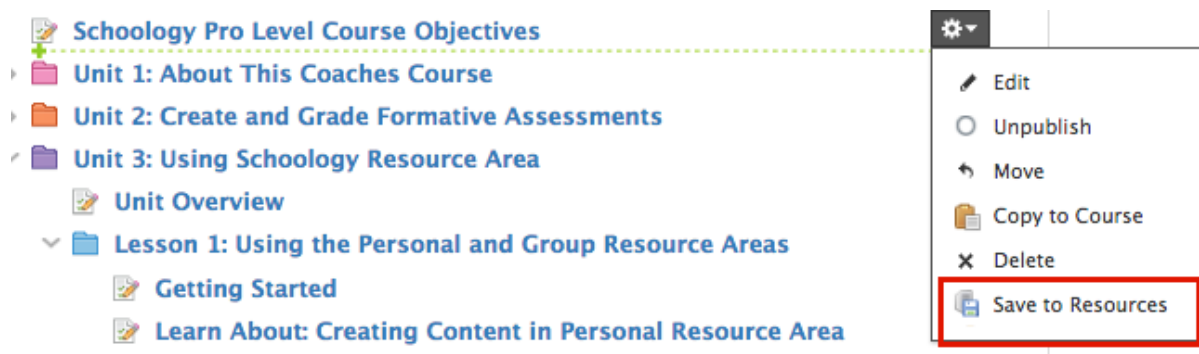 Schoology Pro Level Course Objectives
Unit 1: About This Coaches Course
Unit 2: Create and Grade Formative Assessments
Unit 3: Using Schoology Resource Area
Unit Overview
Lesson 1: Using the Personal and Group Resource Areas
Getting Started
Learn About: Creating Content in Personal Resource Area
Edit
Unpublish
Move
Copy to Course
Delete
Save to Resources